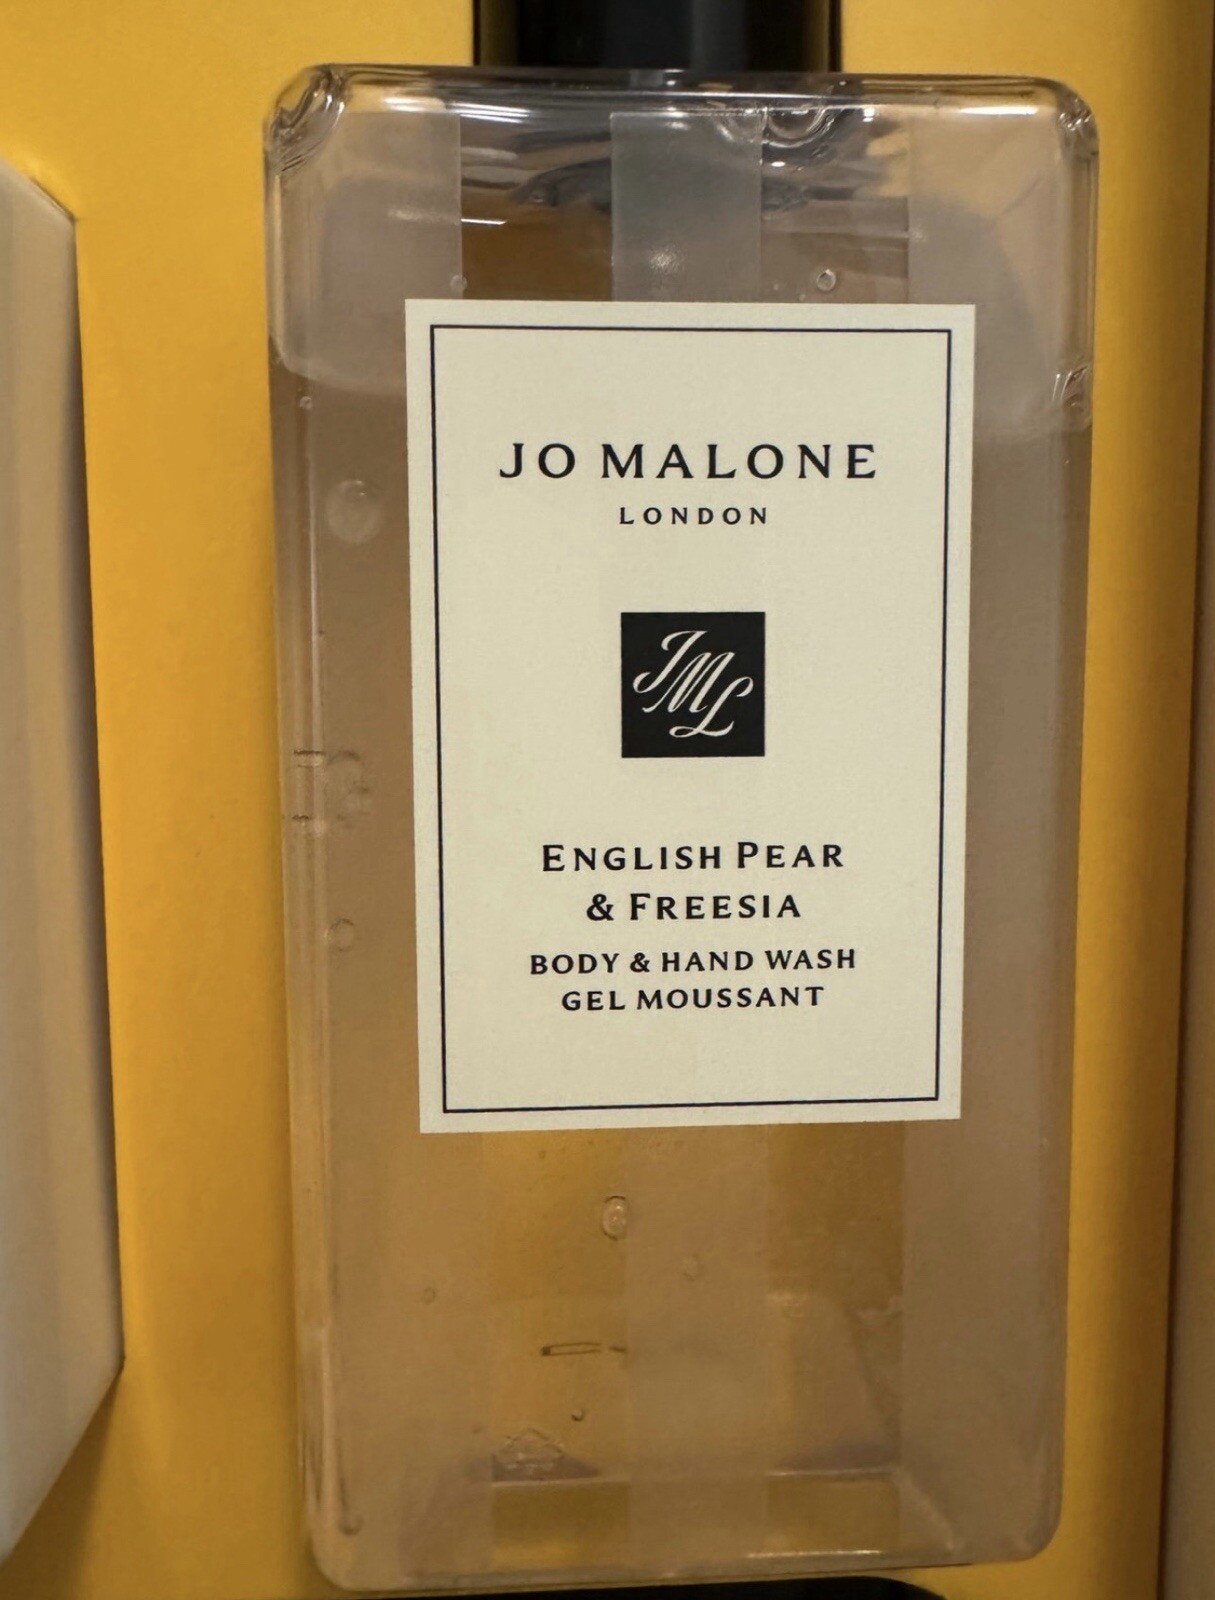 JO MALONE
LONDON
JML
ENGLISH PEAR
& FREESIA
BODY & HAND WASH
GEL MOUSSANT